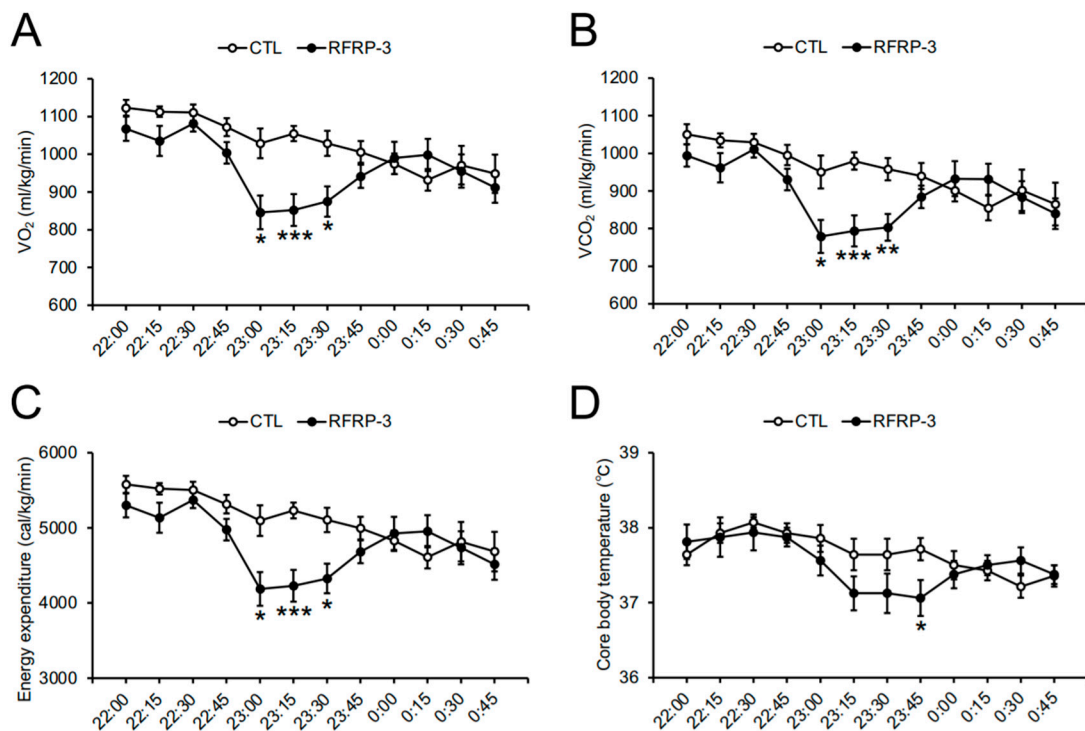 A
CTL RFRP-3
VO2 (ml/kg/min)
1200
1100
1000
900
800
700
600
* *** *
22:00 22:15 22:30 22:45 23:00 23:15 23:30 23:45 0:00 0:15 0:30 0:45
B
CTL RFRP-3
VCO2 (ml/kg/min)
1200
1100
1000
900
800
700
600
* *** **
22:00 22:15 22:30 22:45 23:00 23:15 23:30 23:45 0:00 0:15 0:30 0:45
C
CTL RFRP-3
Energy expenditure (cal/kg/min)
6000
5000
4000
3000
* *** *
22:00 22:15 22:30 22:45 23:00 23:15 23:30 23:45 0:00 0:15 0:30 0:45
D
CTL RFRP-3
Core body temperature (°C)
39
38
37
36
*
22:00 22:15 22:30 22:45 23:00 23:15 23:30 23:45 0:00 0:15 0:30 0:45